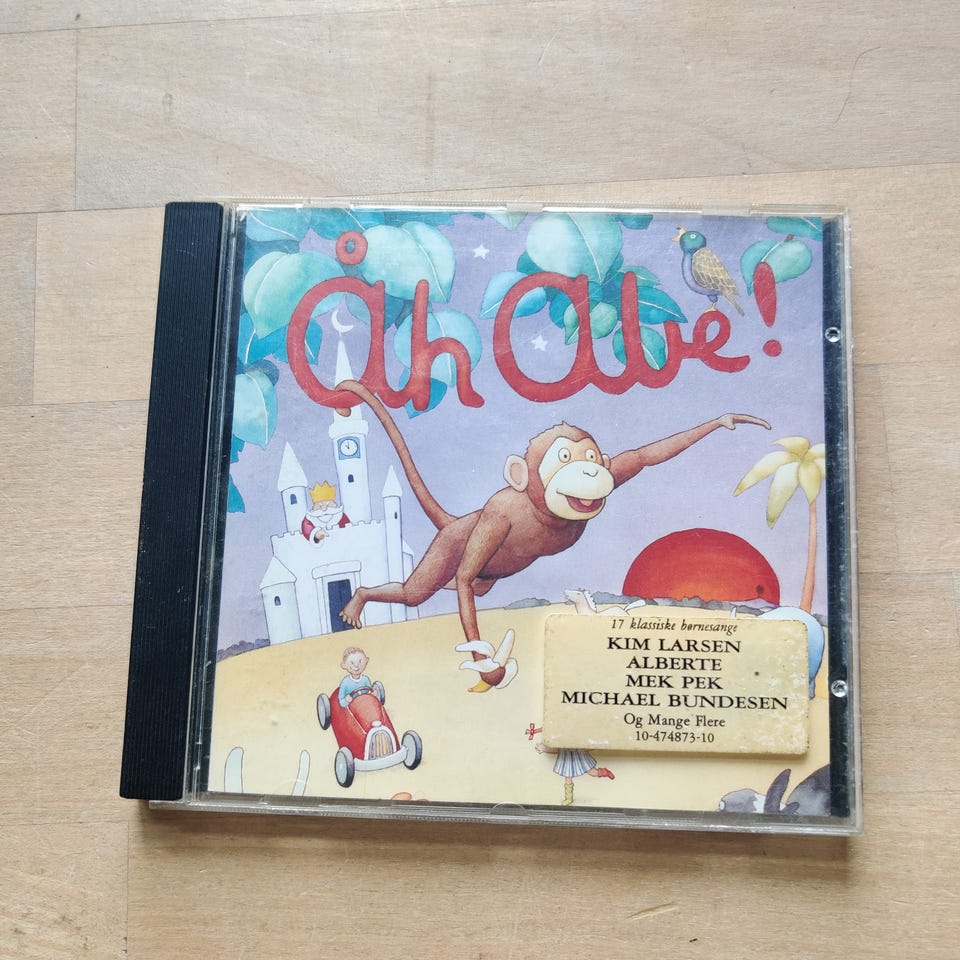 Åh Abe!
17 klassiske børnesange
KIM LARSEN
ALBERTE
MEK PEK
MICHAEL BUNDESEN
Og Mange Flere
10-474873-10